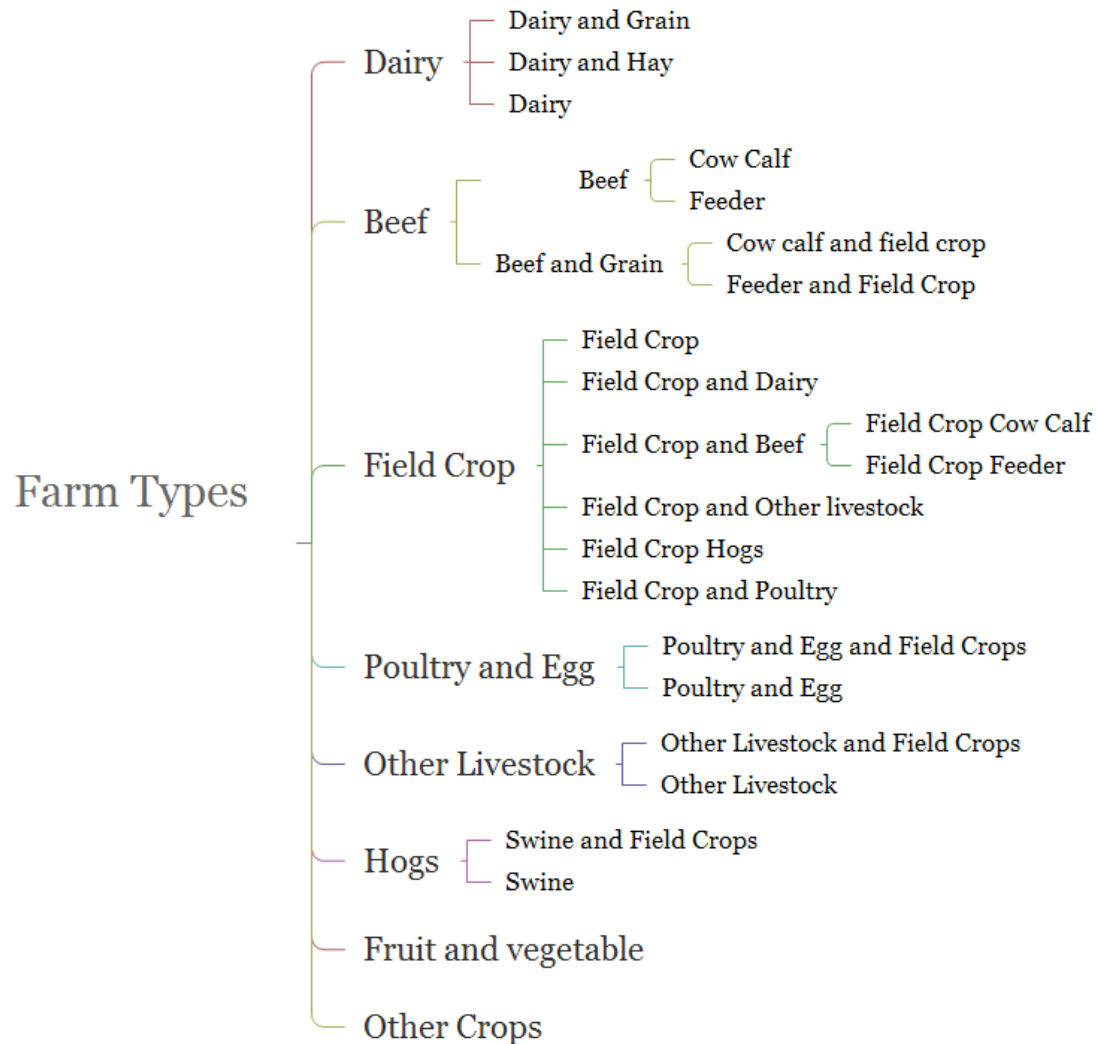 Farm Types
Dairy
Dairy and Grain
Dairy and Hay
Dairy
Beef
Beef
Cow Calf
Feeder
Beef and Grain
Cow calf and field crop
Feeder and Field Crop
Field Crop
Field Crop
Field Crop and Dairy
Field Crop and Beef
Field Crop Cow Calf
Field Crop Feeder
Field Crop and Other livestock
Field Crop Hogs
Field Crop and Poultry
Poultry and Egg
Poultry and Egg and Field Crops
Poultry and Egg
Other Livestock
Other Livestock and Field Crops
Other Livestock
Hogs
Swine and Field Crops
Swine
Fruit and vegetable
Other Crops